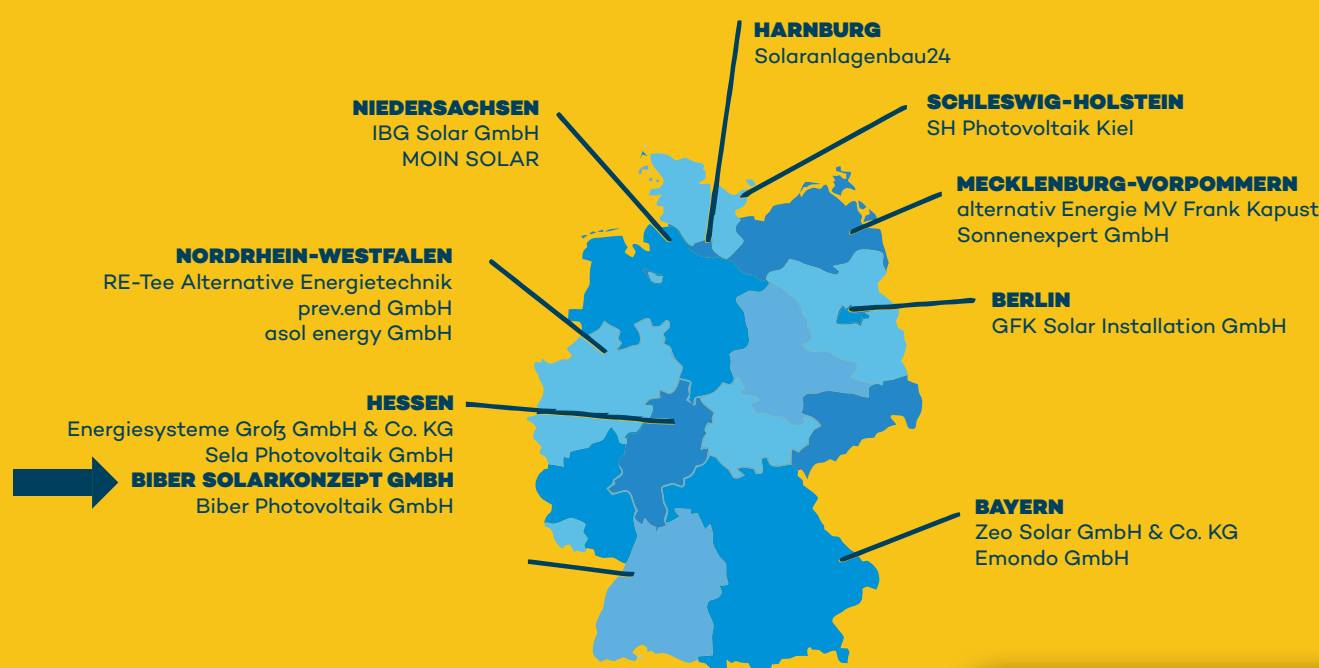 HARNBURG
Solaranlagenbau24
NIEDERSACHSEN
IBG Solar GmbH
MOIN SOLAR
SCHLESWIG-HOLSTEIN
SH Photovoltaik Kiel
MECKLENBURG-VORPOMMERN
alternativ Energie MV Frank Kapust
Sonnenexpert GmbH
NORDRHEIN-WESTFALEN
RE-Tee Alternative Energietechnik
prev.end GmbH
asol energy GmbH
BERLIN
GFK Solar Installation GmbH
HESSEN
Energiesysteme Groß GmbH & Co. KG
Sela Photovoltaik GmbH
BIBER SOLARKONZEPT GMBH
Biber Photovoltaik GmbH
BAYERN
Zeo Solar GmbH & Co. KG
Emondo GmbH